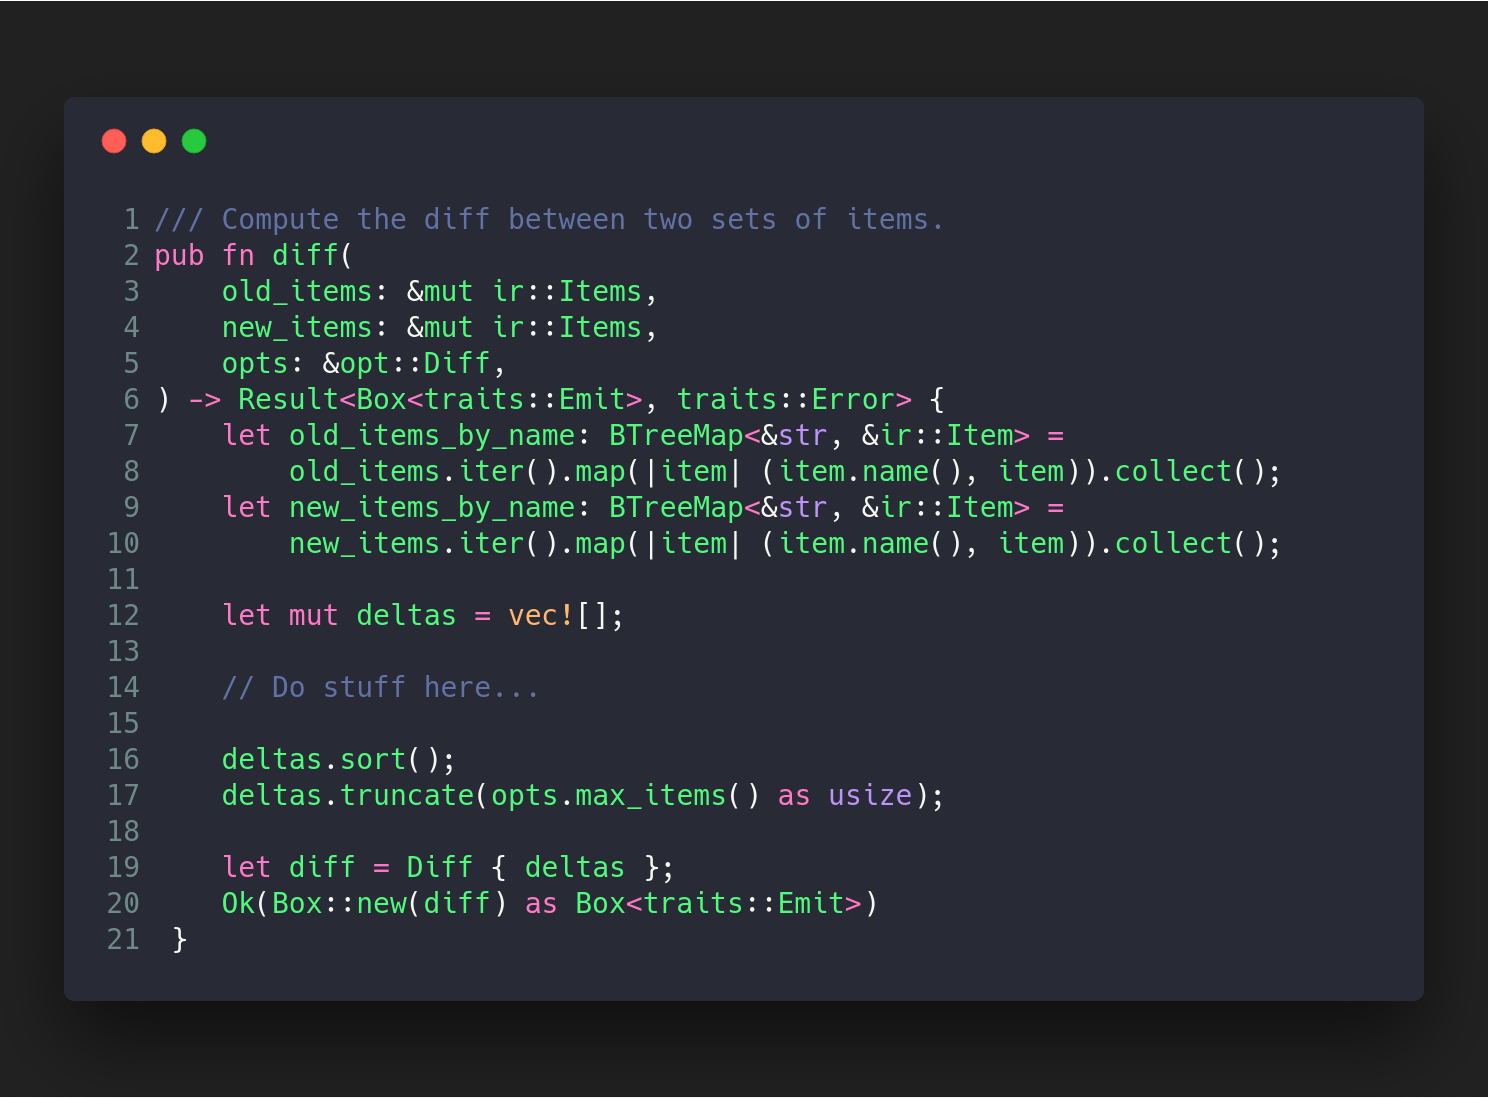 1 /// Compute the diff between two sets of items.
2 pub fn diff(
3     old_items: &mut ir::Items,
4     new_items: &mut ir::Items,
5     opts: &opt::Diff,
6 ) -> Result<Box<traits::Emit>, traits::Error> {
7     let old_items_by_name: BTreeMap<&str, &ir::Item> =
8         old_items.iter().map(|item| (item.name(), item)).collect();
9     let new_items_by_name: BTreeMap<&str, &ir::Item> =
10         new_items.iter().map(|item| (item.name(), item)).collect();
11
12     let mut deltas = vec![];
13
14     // Do stuff here...
15
16     deltas.sort();
17     deltas.truncate(opts.max_items() as usize);
18
19     let diff = Diff { deltas };
20     Ok(Box::new(diff) as Box<traits::Emit>)
21  }